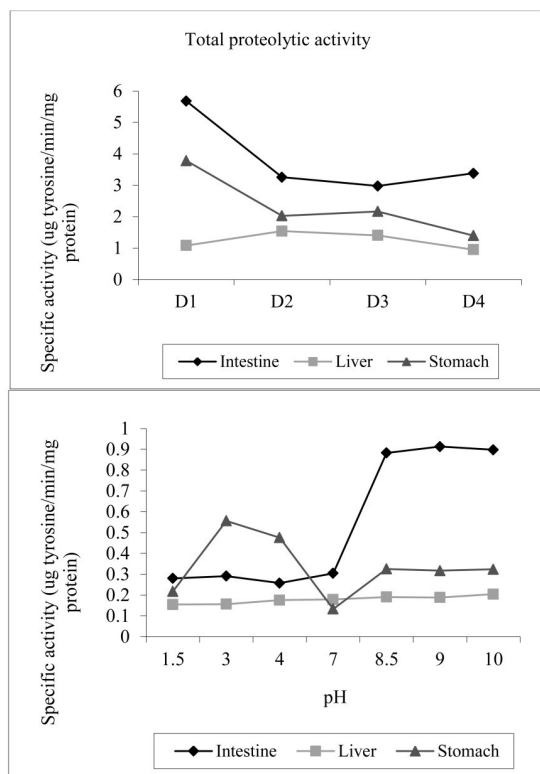 Total proteolytic activity
Specific activity (ug tyrosine/min/mg
protein)
6
5
4
3
2
1
0
D1 D2 D3 D4
Intestine Liver Stomach
Specific activity (ug tyrosine/min/mg
protein)
1
0.9
0.8
0.7
0.6
0.5
0.4
0.3
0.2
0.1
0
1.5 3 4 7 8.5 9 10
pH
Intestine Liver Stomach